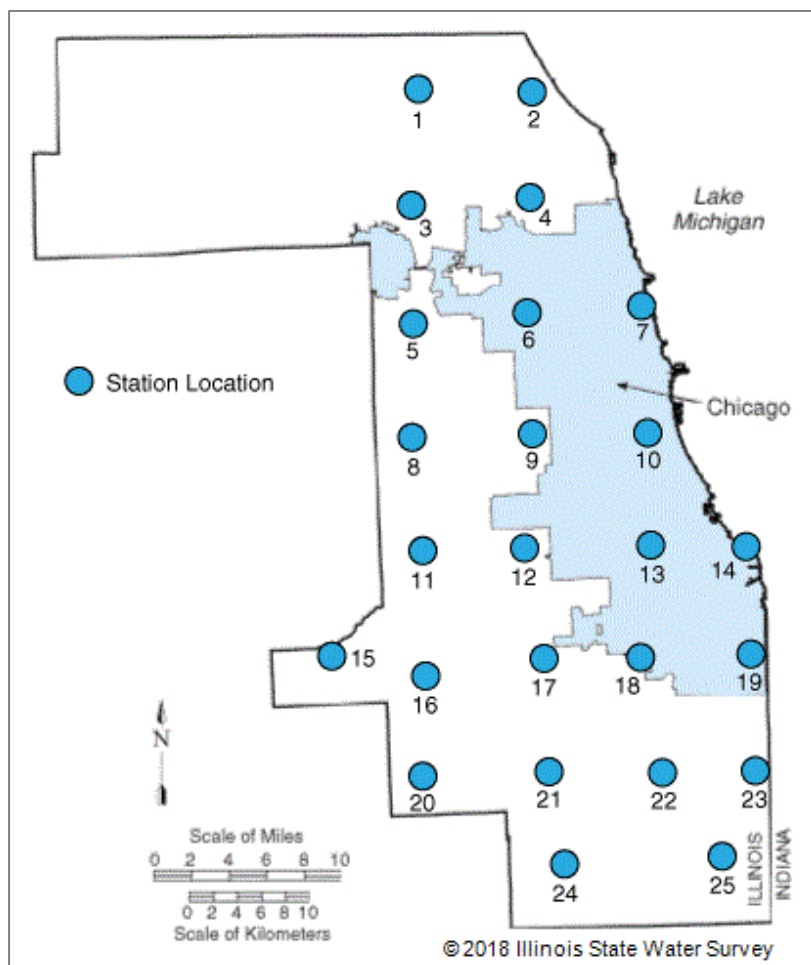 1
2
3
4
Lake
Michigan
5
6
7
Station Location
Chicago
8
9
10
11
12
13
14
15
16
17
18
19
N
20
21
22
23
Scale of Miles
0 2 4 6 8 10
0 2 4 6 8 10
Scale of Kilometers
24
25
ILLINOIS
INDIANA
©2018 Illinois State Water Survey